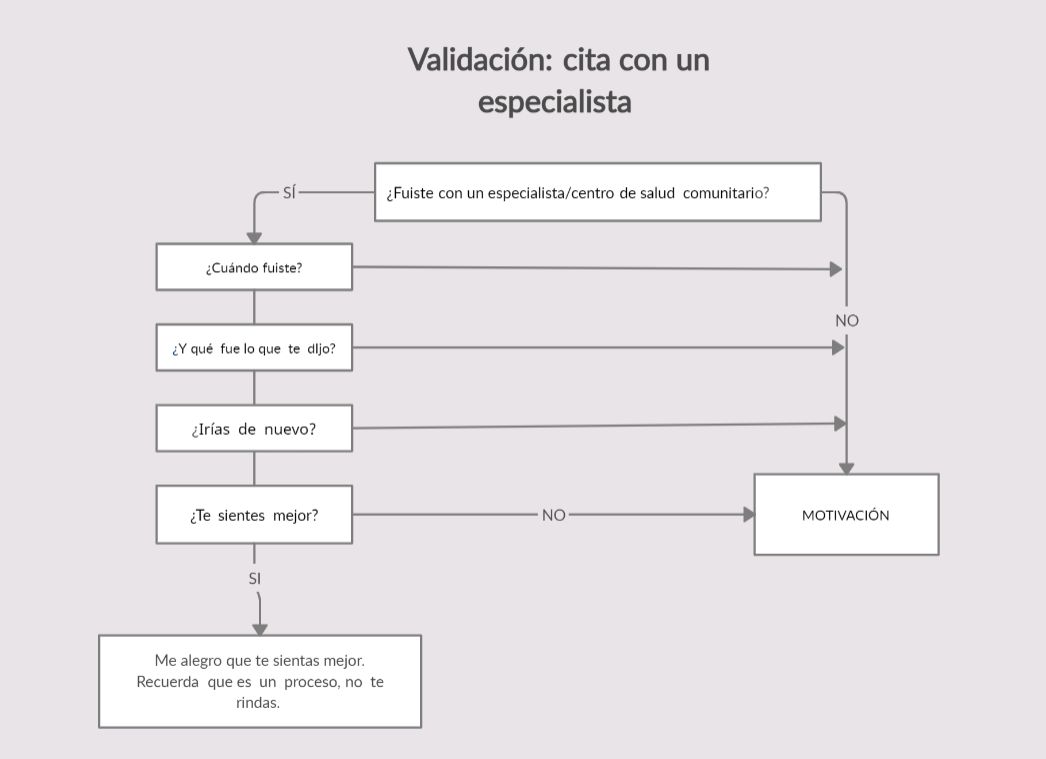 Validación: cita con un
especialista
¿Fuiste con un especialista/centro de salud comunitario?
SÍ
¿Cuándo fuiste?
NO
¿Y qué fue lo que te dIjo?
¿Irías de nuevo?
¿Te sientes mejor?
NO
MOTIVACIÓN
SI
Me alegro que te sientas mejor.
Recuerda que es un proceso, no te
rindas.